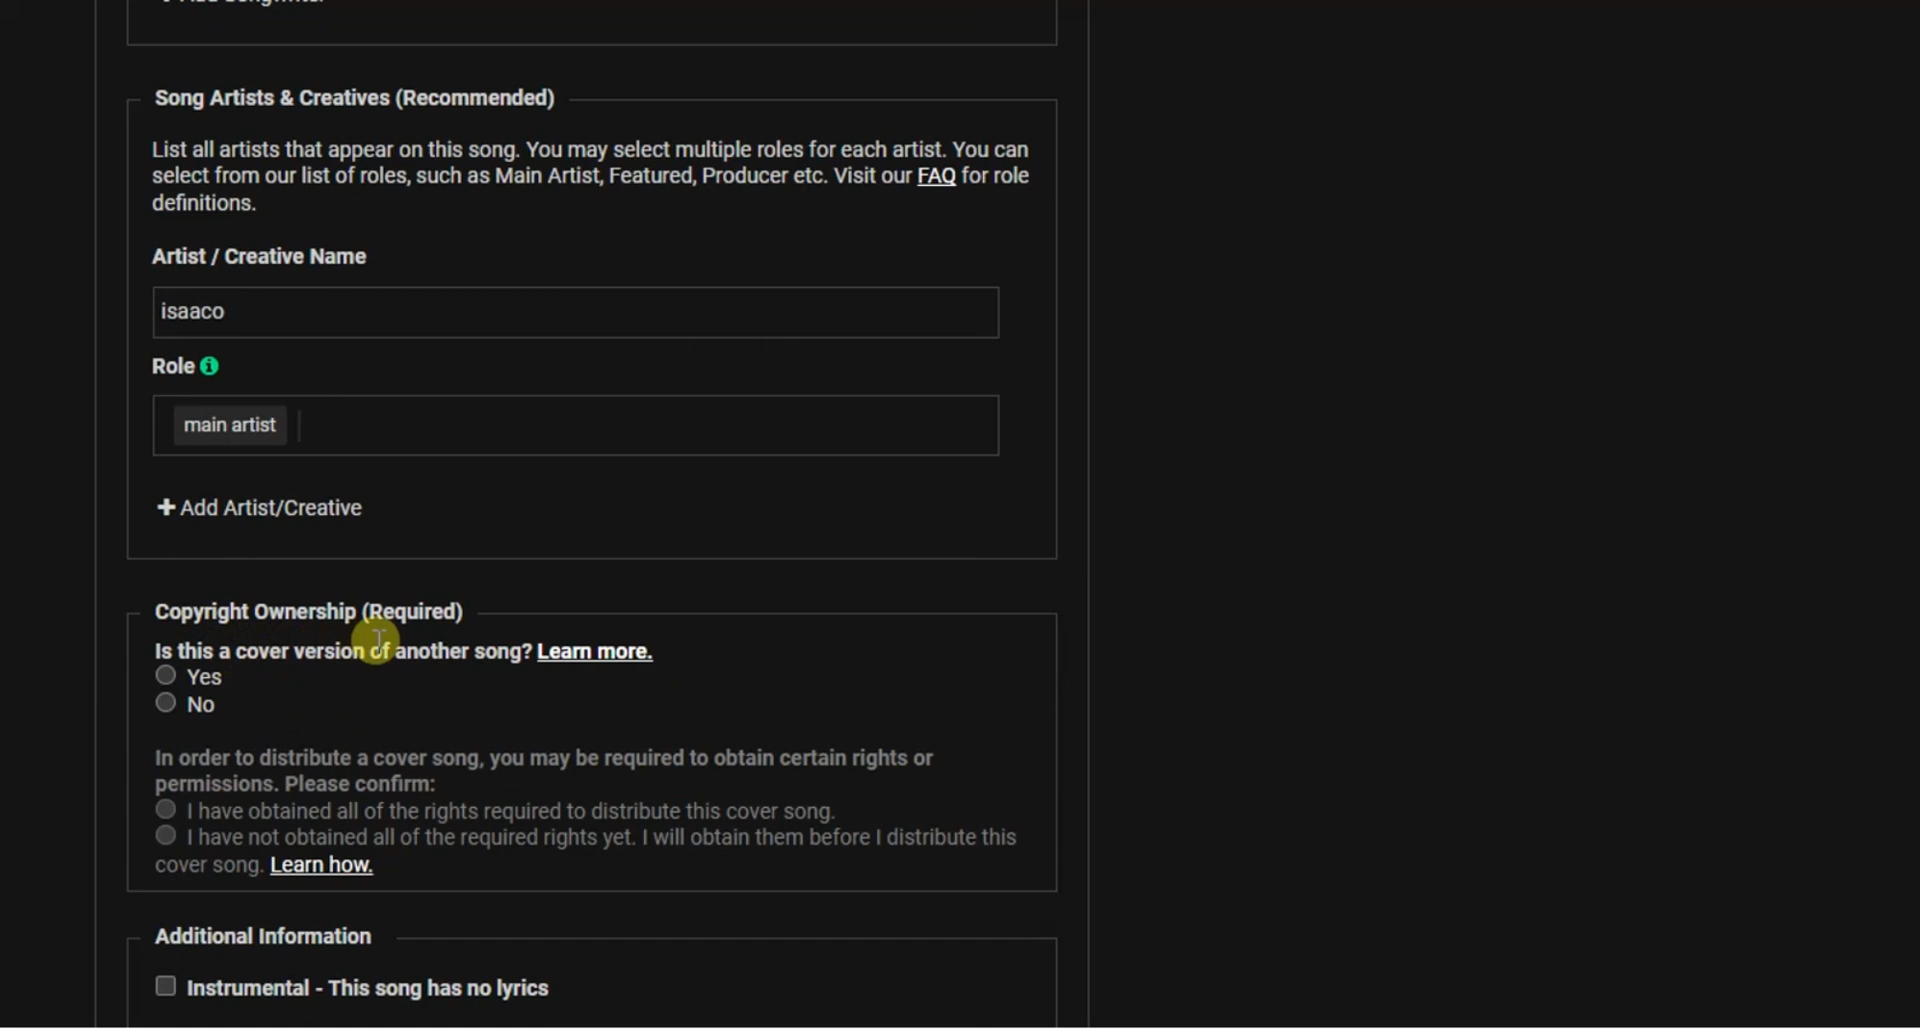 Song Artists & Creatives (Recommended)
List all artists that appear on this song. You may select multiple roles for each artist. You can
select from our list of roles, such as Main Artist, Featured, Producer etc. Visit our FAQ for role
definitions.
Artist / Creative Name
isaaco
Role
main artist
+ Add Artist/Creative
Copyright Ownership (Required)
Is this a cover version of another song? Learn more.
Yes
No
In order to distribute a cover song, you may be required to obtain certain rights or
permissions. Please confirm:
I have obtained all of the rights required to distribute this cover song.
I have not obtained all of the required rights yet. I will obtain them before I distribute this
cover song. Learn how.
Additional Information
Instrumental - This song has no lyrics